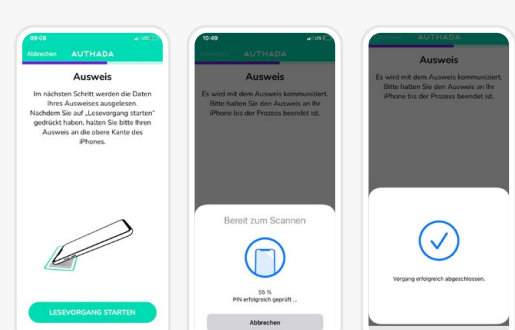 09:08
LTE
Abbrechen AUTHADA
Ausweis
Im nächsten Schritt werden die Daten
Ihres Ausweises ausgelesen.
Nachdem Sie auf „Lesevorgang starten"
gedrückt haben, halten Sie bitte Ihren
Ausweis an die obere Kante des
iPhones.
LESEVORGANG STARTEN
10:49
LTE
Abbrechen AUTHADA
Ausweis
Es wird mit dem Ausweis kommuniziert.
Bitte halten Sie den Ausweis an Ihr
iPhone bis der Prozess beendet ist.
Bereit zum Scannen
55 %
PIN erfolgreich geprüft ...
Abbrechen
AUTHADA
Ausweis
Es wird mit dem Ausweis kommuniziert.
Bitte halten Sie den Ausweis an Ihr
iPhone bis der Prozess beendet ist.
Vorgang erfolgreich abgeschlossen.